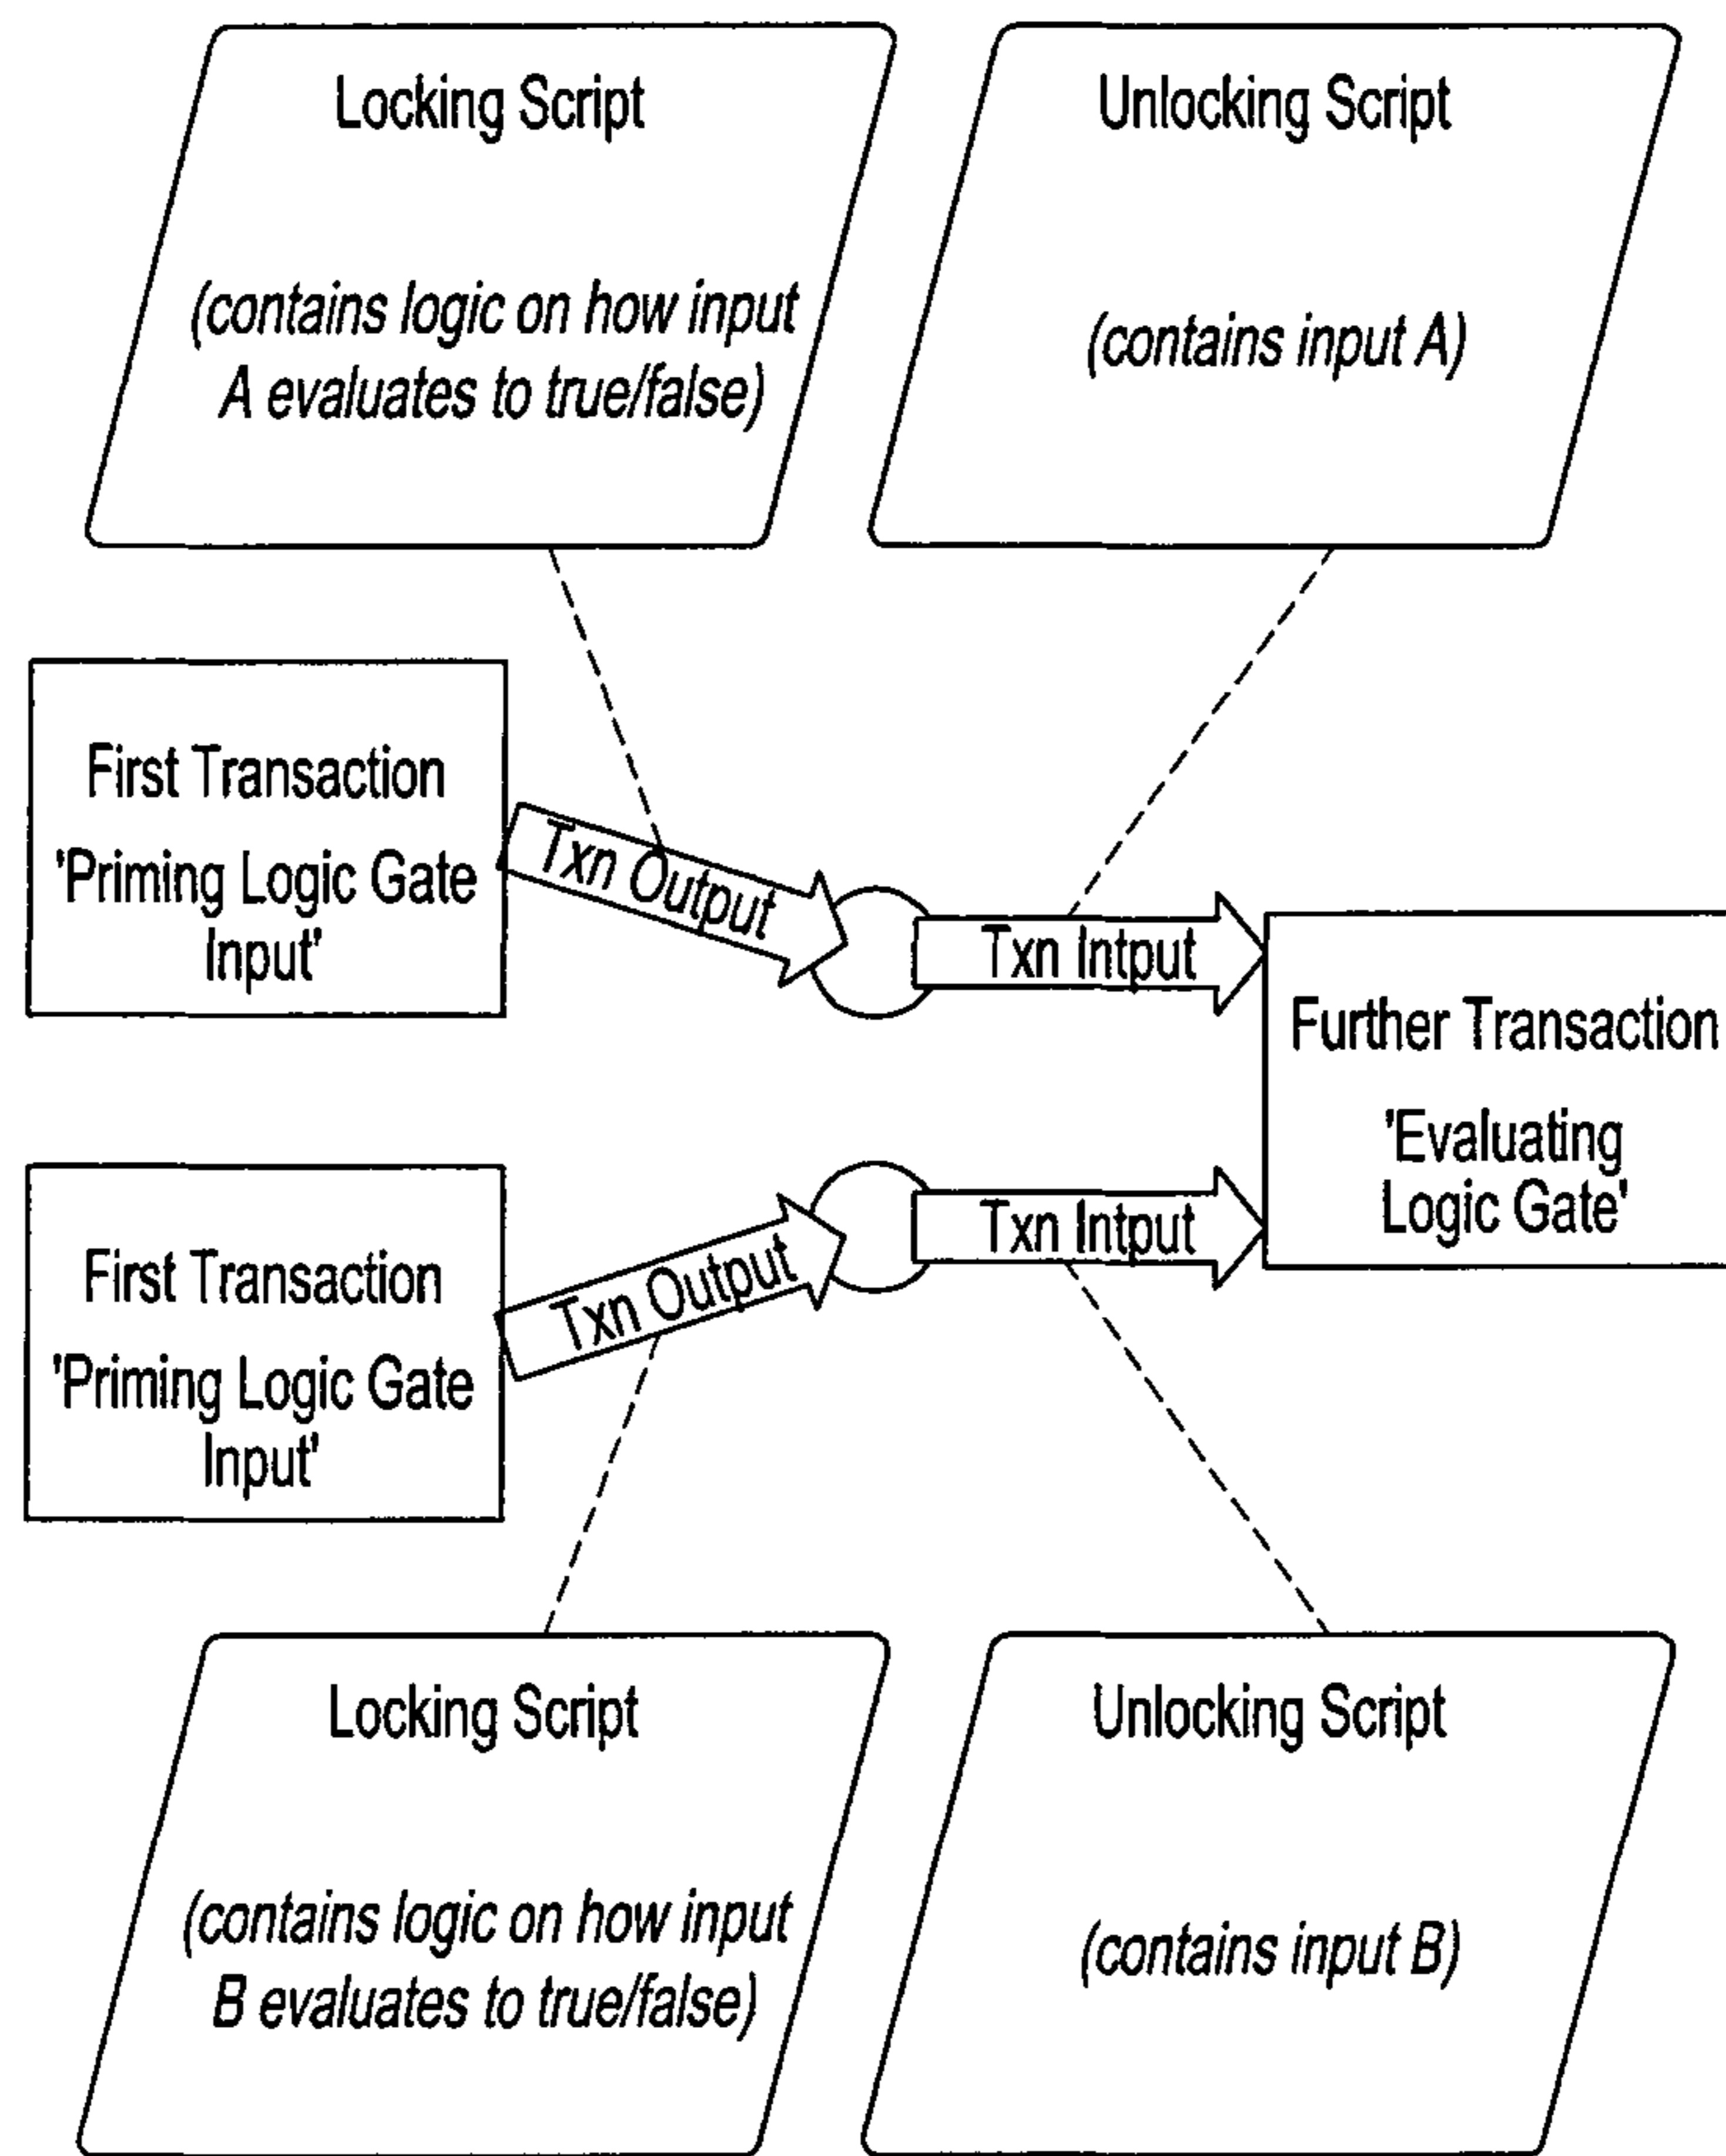 Locking Script
(contains logic on how input
A evaluates to true/false)
Unlocking Script
(contains input A)
First Transaction
'Priming Logic Gate
Input'
Txn Output
Txn Intput
Further Transaction
'Evaluating
Logic Gate'
First Transaction
'Priming Logic Gate
Input'
Txn Output
Txn Intput
Locking Script
(contains logic on how input
B evaluates to true/false)
Unlocking Script
(contains input B)